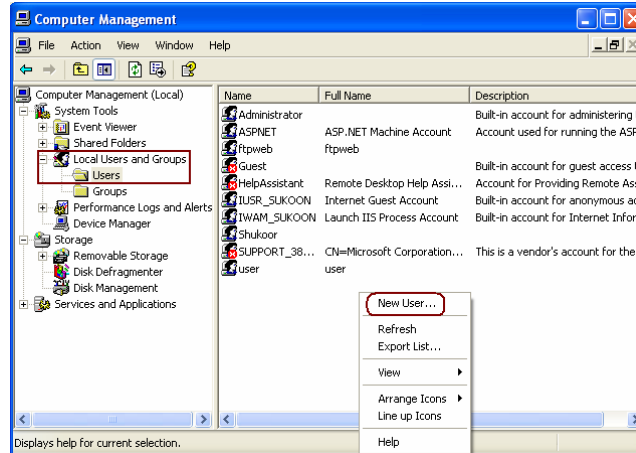 Computer Management
File Action View Window Help
Computer Management (Local)
System Tools
Event Viewer
Shared Folders
Local Users and Groups
Users
Groups
Performance Logs and Alerts
Device Manager
Storage
Removable Storage
Disk Defragmenter
Disk Management
Services and Applications
Name Full Name Description
Administrator Built-in account for administering
ASPNET ASP.NET Machine Account Account used for running the ASP
ftpweb ftpweb
Guest Built-in account for guest access
HelpAssistant Remote Desktop Help Assi... Account for Providing Remote As
IUSR_SUKOON Internet Guest Account Built-in account for anonymous ac
IWAM_SUKOON Launch IIS Process Account Built-in account for Internet Infor
Shukoor
SUPPORT_38... CN=Microsoft Corporation... This is a vendor's account for the
user user
New User...
Refresh
Export List...
View
Arrange Icons
Line up Icons
Help
Displays help for current selection.